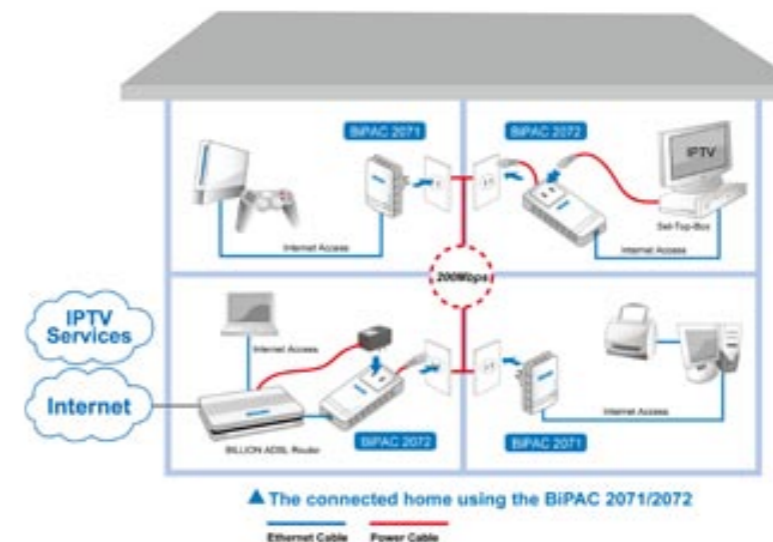 BiPAC 2071
BiPAC 2072
IPTV
Set-Top-Box
Internet Access
Internet Access
200Mbps
IPTV
Services
Internet
Internet Access
BILLION ADSL Router
BiPAC 2072
BiPAC 2071
Internet Access
The connected home using the BiPAC 2071/2072
Ethernet Cable
Power Cable